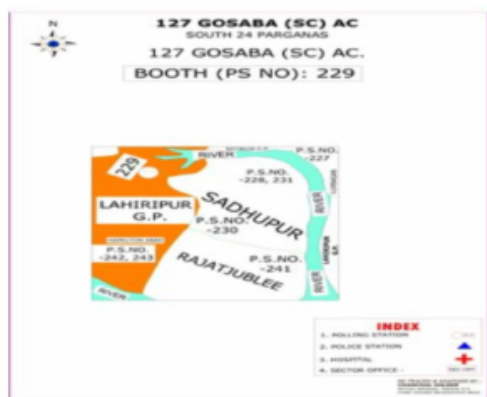 N
127 GOSABA (SC) AC
SOUTH 24 PARGANAS
127 GOSABA (SC) AC.
BOOTH (PS NO): 229
RIVER
P.S.NO.
-227
229
P.S.NO.
-228, 231
LAHIRIPUR
G.P.
SADHUPUR
RIVER
P.S.NO.
-230
P.S.NO.
-242, 243
P.S.NO.
-241
RAJATJUBLEE
RIVER
LAHIRIPUR
G.P.
RIVER
INDEX
1. POLLING STATION
2. POLICE STATION
3. HOSPITAL
4. SECTOR OFFICE -